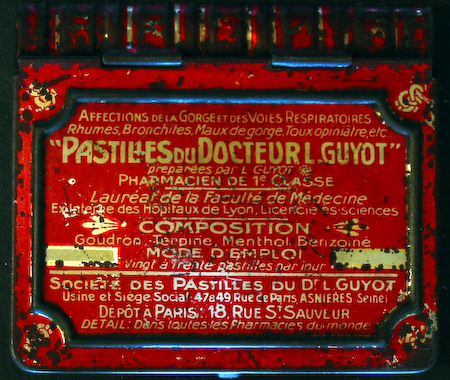 AFFECTIONS DE LA GORGE ET DES VOIES RESPIRATOIRES
Rhumes, Bronchites, Maux de gorge, Toux opiniatre, etc.
"PASTILLES DU DOCTEUR L. GUYOT"
préparées par L GUYOT
PHARMACIEN DE 1e CLASSE
Lauréat de la Faculté de Médecine
Ex Interne des Hôpitaux de Lyon, Licencié ès-sciences
COMPOSITION
Goudron, Terpine, Menthol, Benzoïne
MODE D'EMPLOI
Vingt à trente pastilles par jour
SOCIÉTÉ DES PASTILLES DU Dr L. GUYOT
Usine et Siège Social: 47 à 49, Rue de Paris, ASNIÈRES (Seine)
DÉPÔT À PARIS: 18, RUE St SAUVEUR
DÉTAIL: Dans toutes les Pharmacies du monde